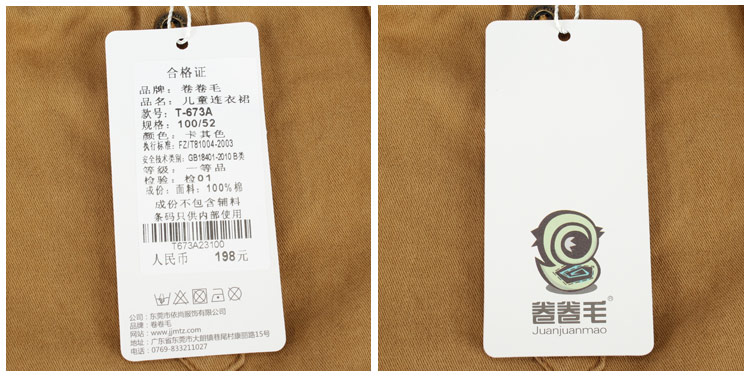 合格证
品牌：卷卷毛
品名：儿童连衣裙
款号：T-673A
规格：100/52
颜色：卡其色
执行标准：FZ/T81004-2003
安全技术类别：GB18401-2010 B类
等级：一等品
检验：检01
成份：面料：100%棉
成份不包含辅料
条码只供内部使用
T673A23100
人民币 198元
公司：东莞市依尚服饰有限公司
品牌：卷卷毛
网站：www.jjmtz.com
地址：广东省东莞市大朗镇巷尾村康丽路15号
电话：0769-833211027
卷卷毛®
Juanjuanmao